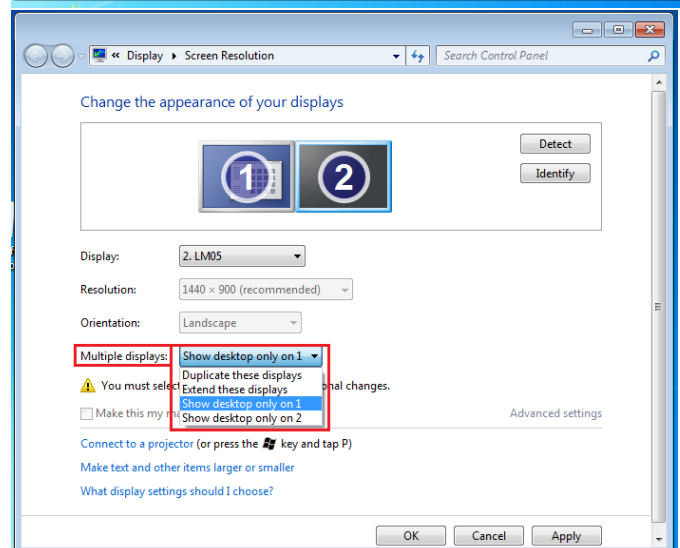 « Display ▸ Screen Resolution
Search Control Panel
Change the appearance of your displays
1
2
Detect
Identify
Display:
2. LM05
Resolution:
1440 × 900 (recommended)
Orientation:
Landscape
Multiple displays:
Show desktop only on 1
Duplicate these displays
Extend these displays
Show desktop only on 1
Show desktop only on 2
You must selec
nal changes.
Make this my m
Advanced settings
Connect to a projector (or press the key and tap P)
Make text and other items larger or smaller
What display settings should I choose?
OK
Cancel
Apply